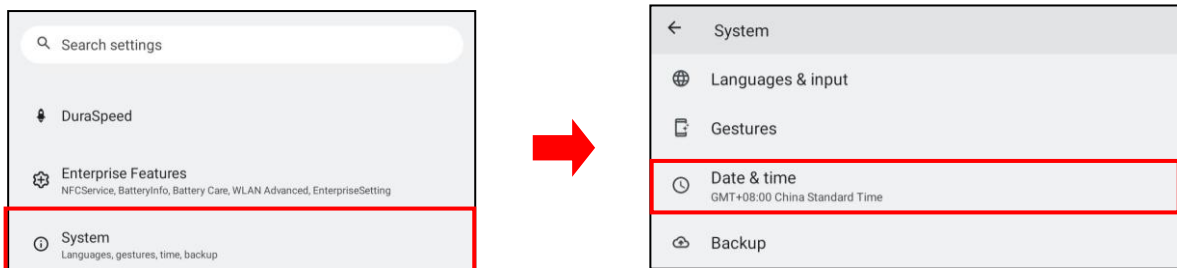 Search settings
DuraSpeed
Enterprise Features
NFCService, BatteryInfo, Battery Care, WLAN Advanced, EnterpriseSetting
System
Languages, gestures, time, backup
System
Languages & input
Gestures
Date & time
GMT+08:00 China Standard Time
Backup